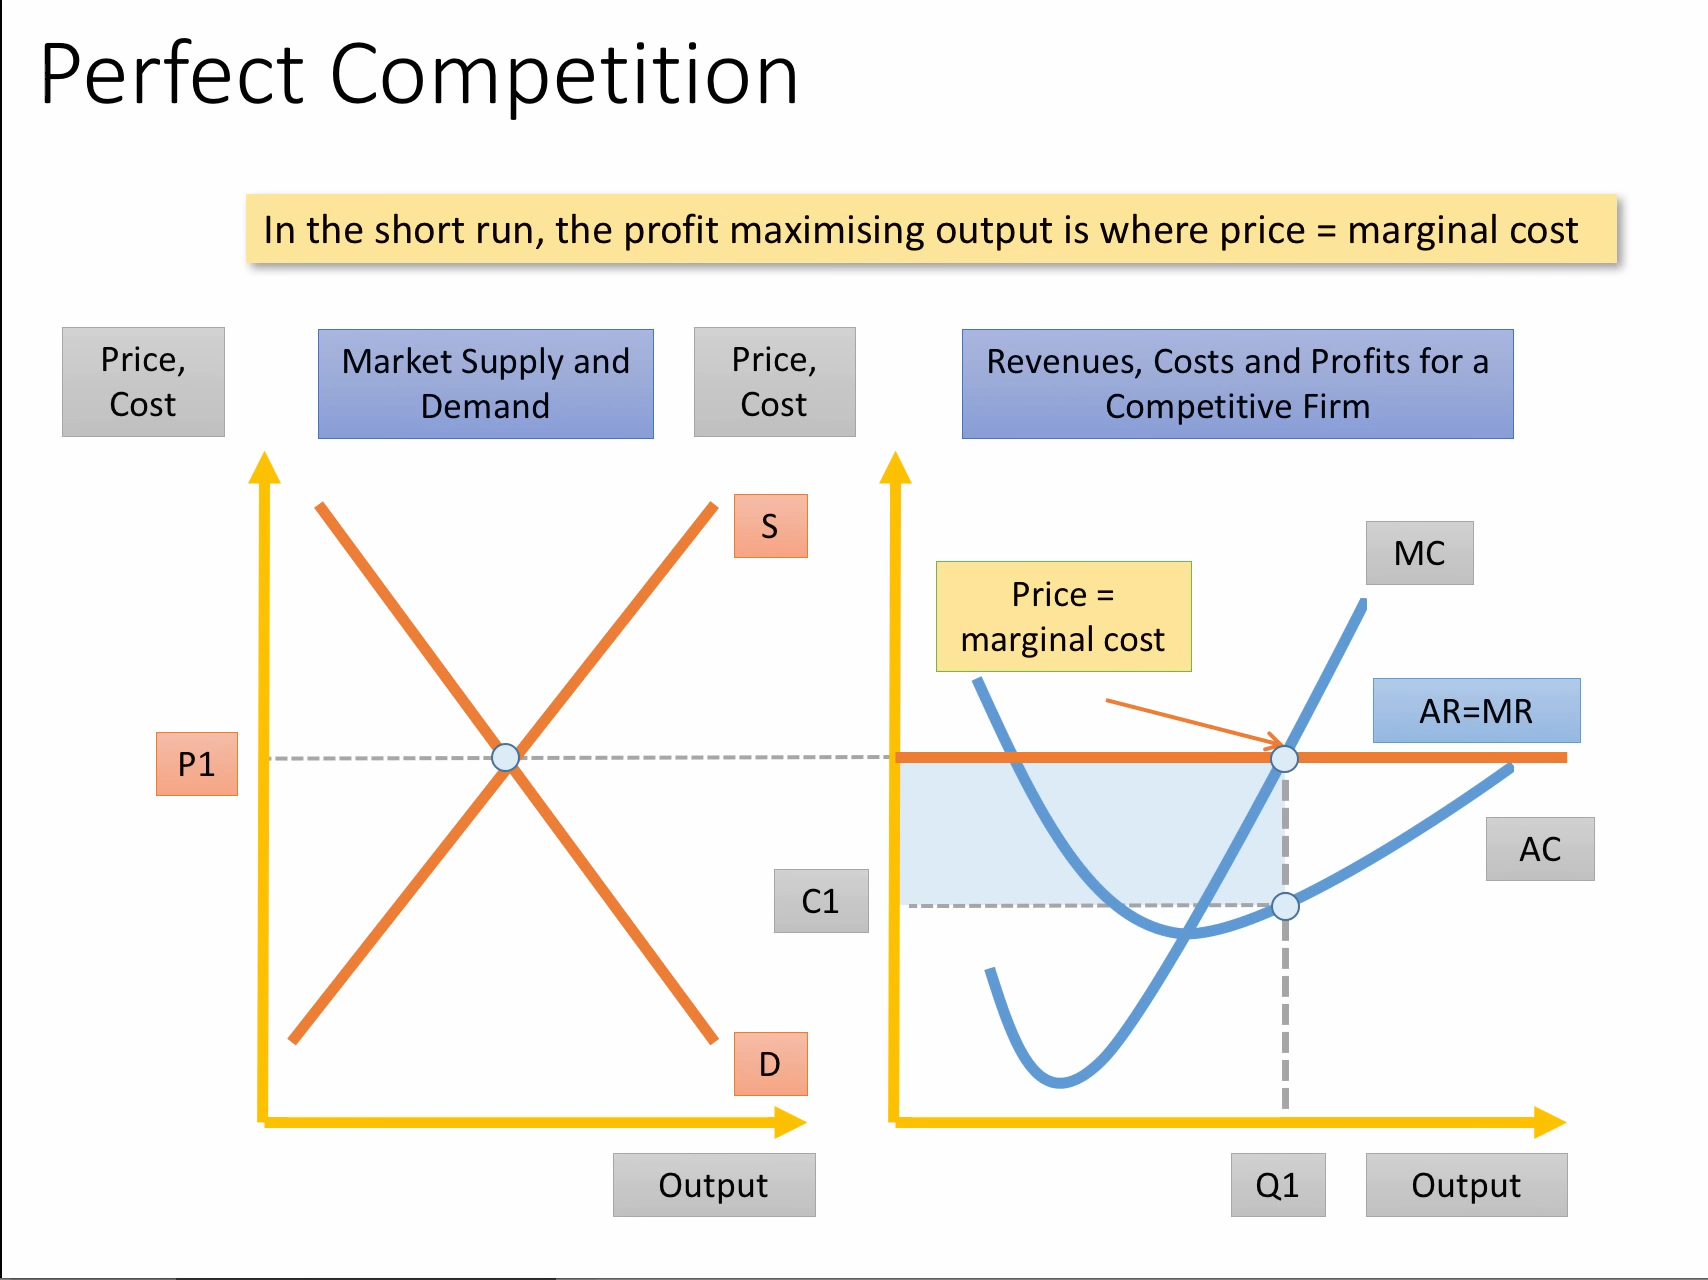 Perfect Competition
In the short run, the profit maximising output is where price = marginal cost
Price,
Cost
Market Supply and
Demand
Price,
Cost
Revenues, Costs and Profits for a
Competitive Firm
S
MC
Price =
marginal cost
AR=MR
P1
AC
C1
D
Output
Q1
Output